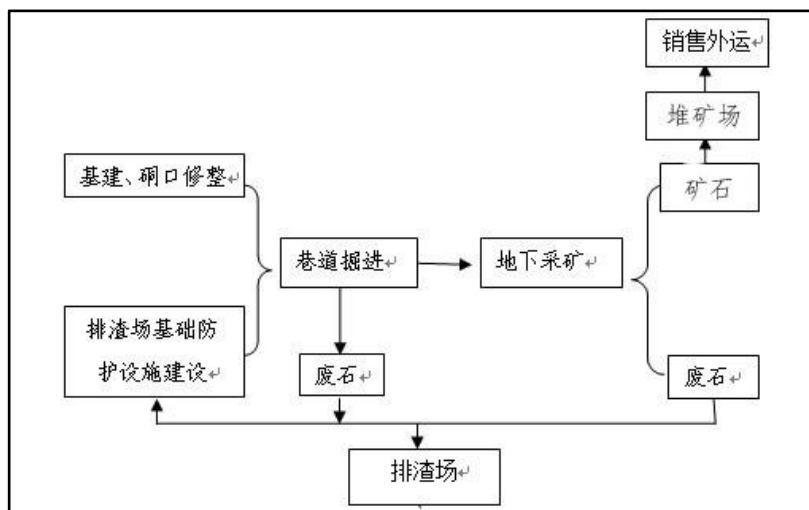 销售外运
堆矿场
矿石
基建、硐口修整
巷道掘进
地下采矿
排渣场基础防
护设施建设
废石
废石
排渣场